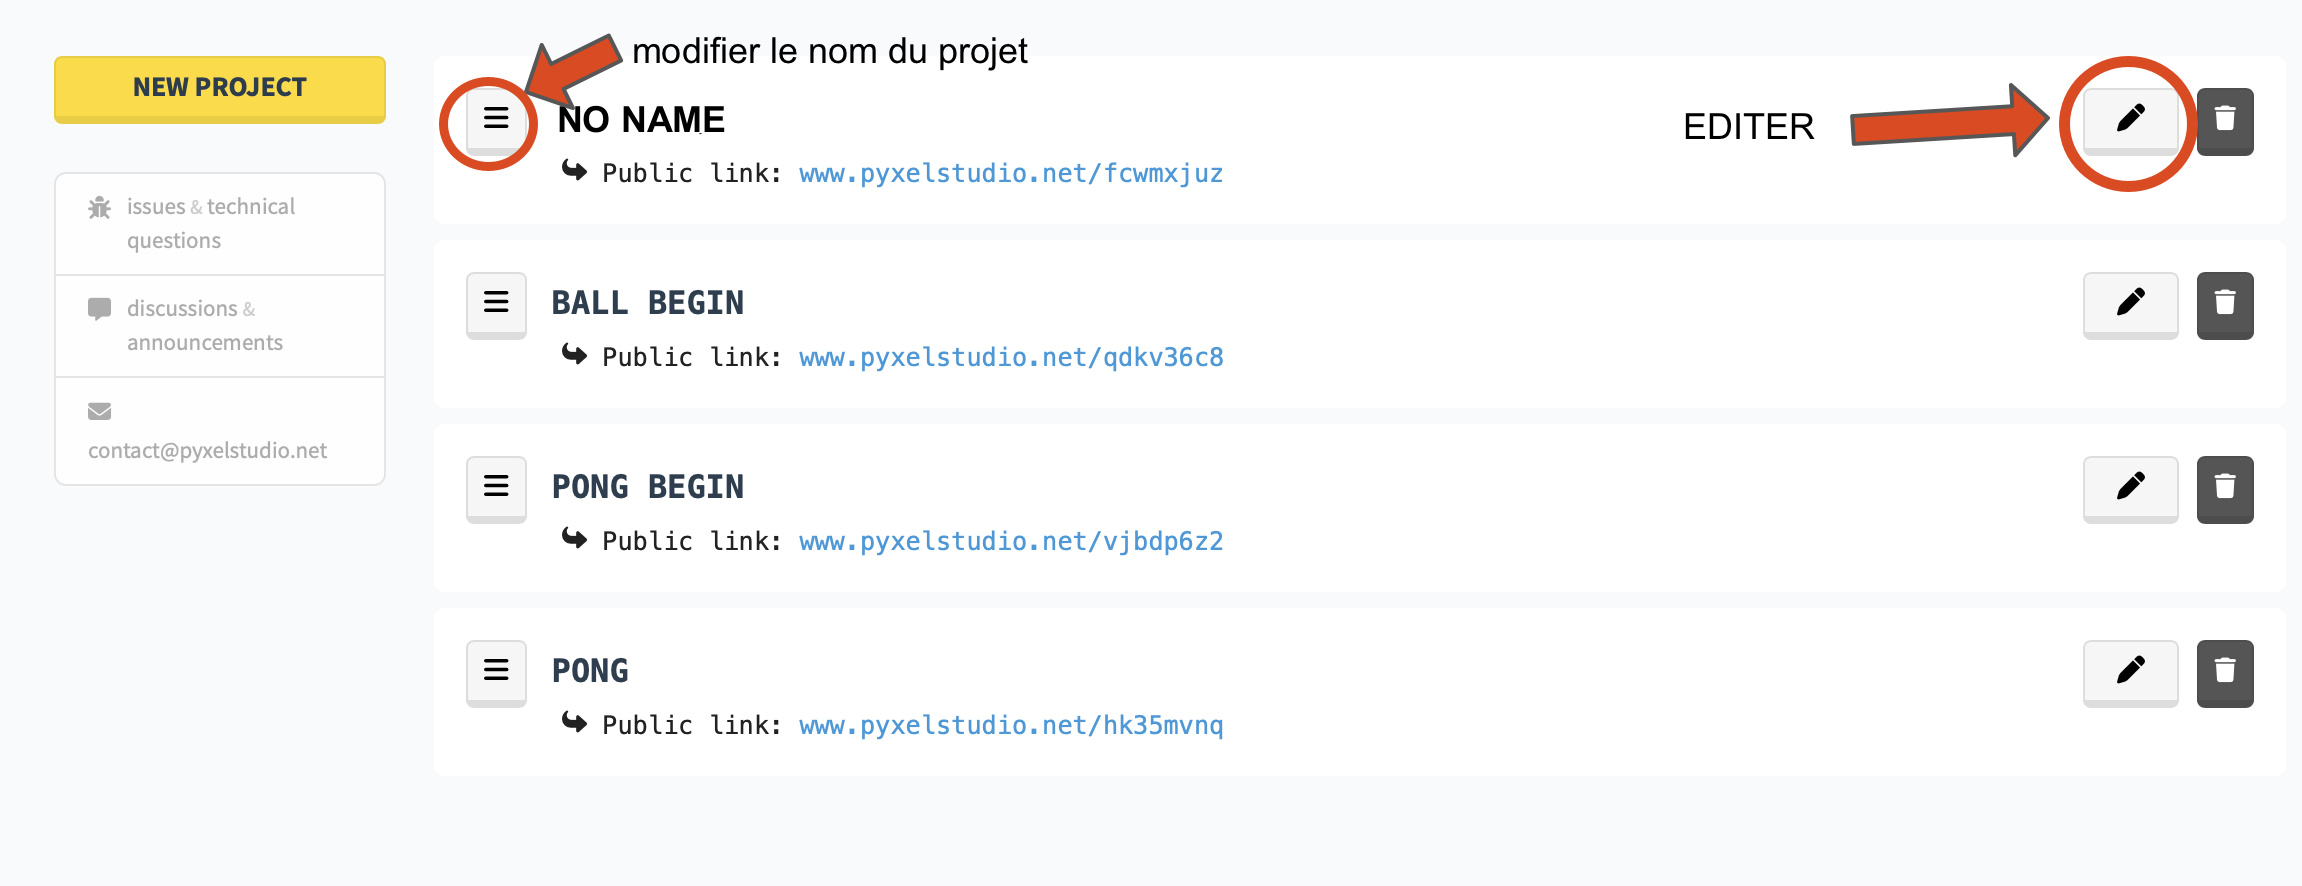 NEW PROJECT
issues & technical
questions
discussions &
announcements
contact@pyxelstudio.net
modifier le nom du projet
NO NAME
EDITER
Public link: www.pyxelstudio.net/fcwmxjuz
BALL BEGIN
Public link: www.pyxelstudio.net/qdkv36c8
PONG BEGIN
Public link: www.pyxelstudio.net/vjbdp6z2
PONG
Public link: www.pyxelstudio.net/hk35mvnq